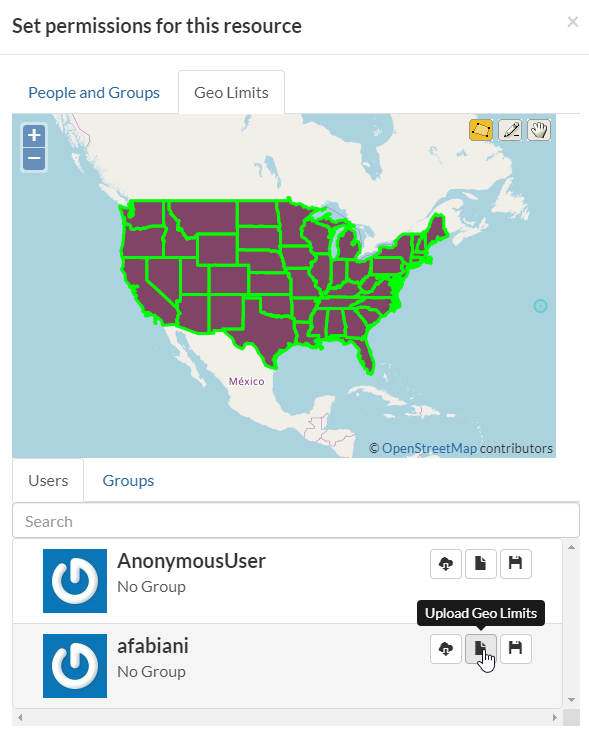 Set permissions for this resource
×
People and Groups
Geo Limits
+
−
México
© OpenStreetMap contributors
Users
Groups
Search
AnonymousUser
No Group
Upload Geo Limits
afabiani
No Group